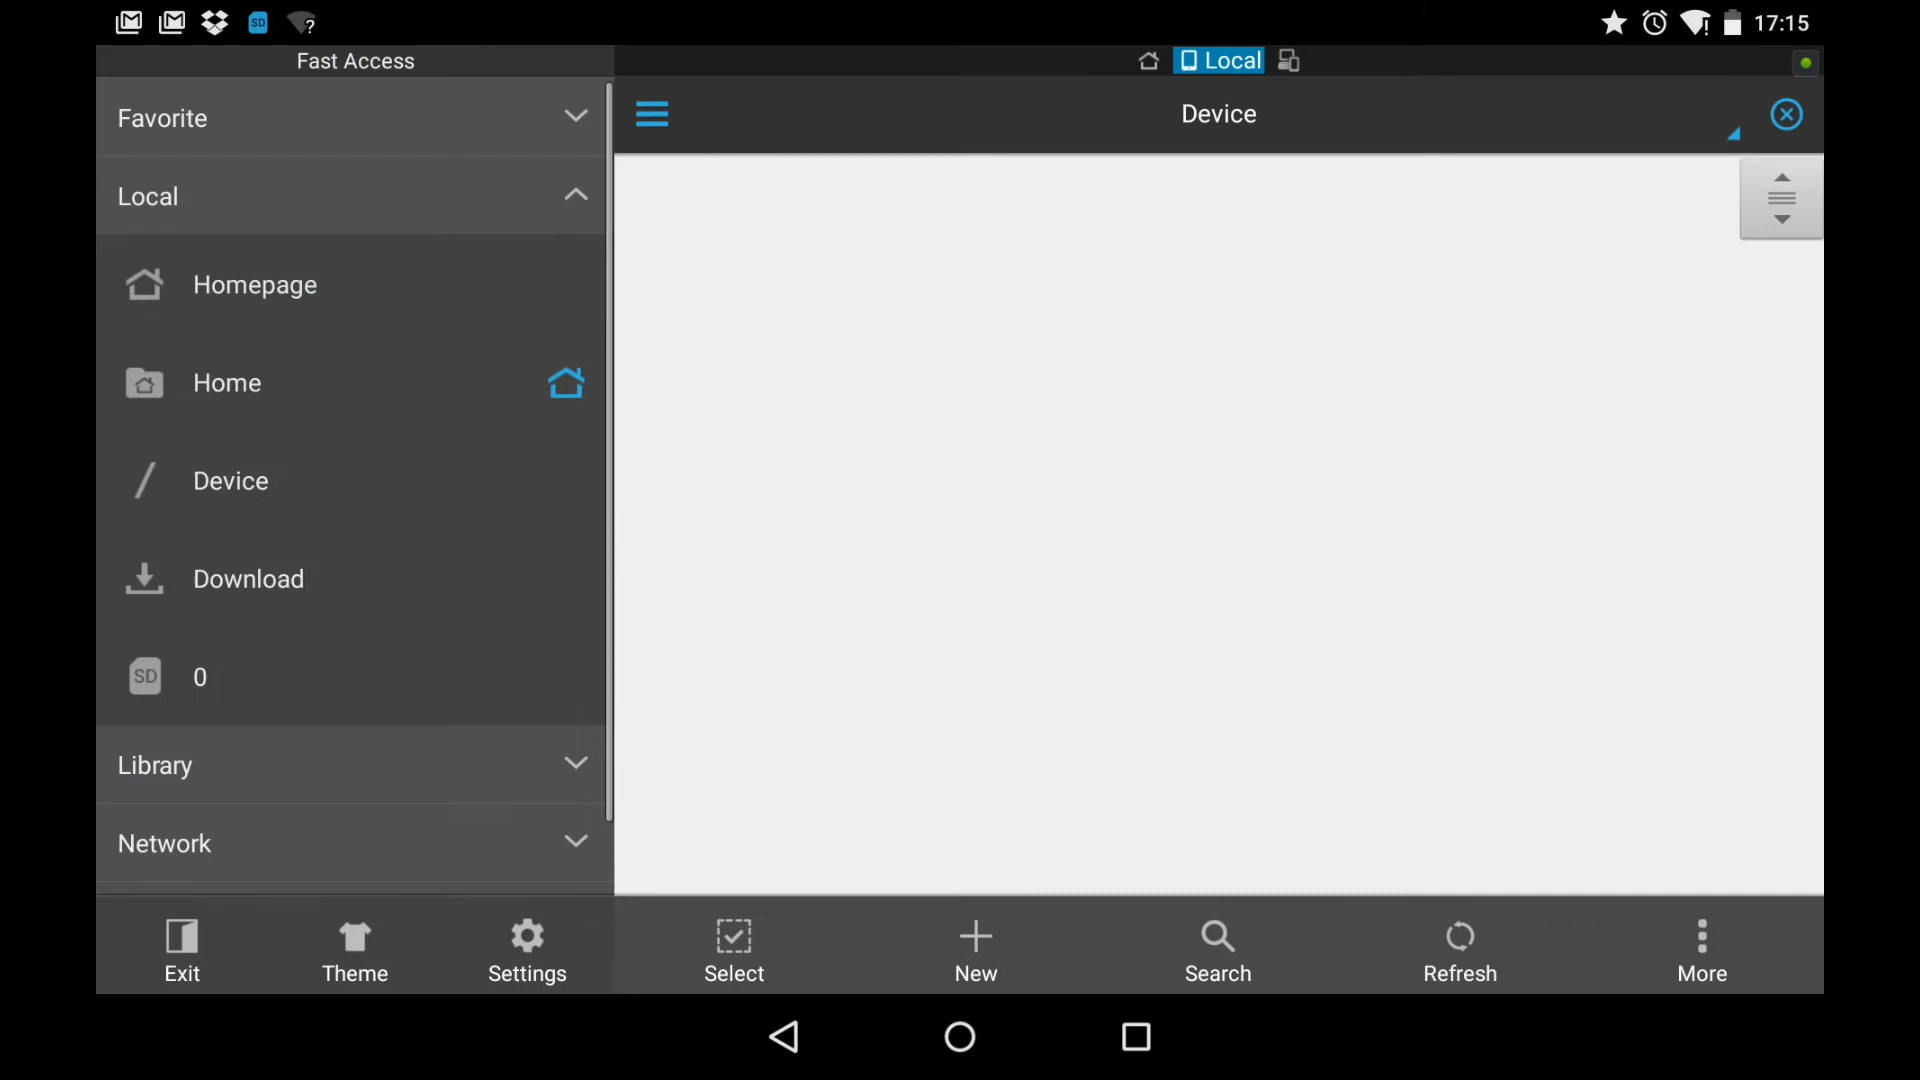 SD
?
!
17:15
Fast Access
Local
Favorite
Device
Local
Homepage
Home
Device
Download
SD
0
Library
Network
Exit
Theme
Settings
Select
New
Search
Refresh
More